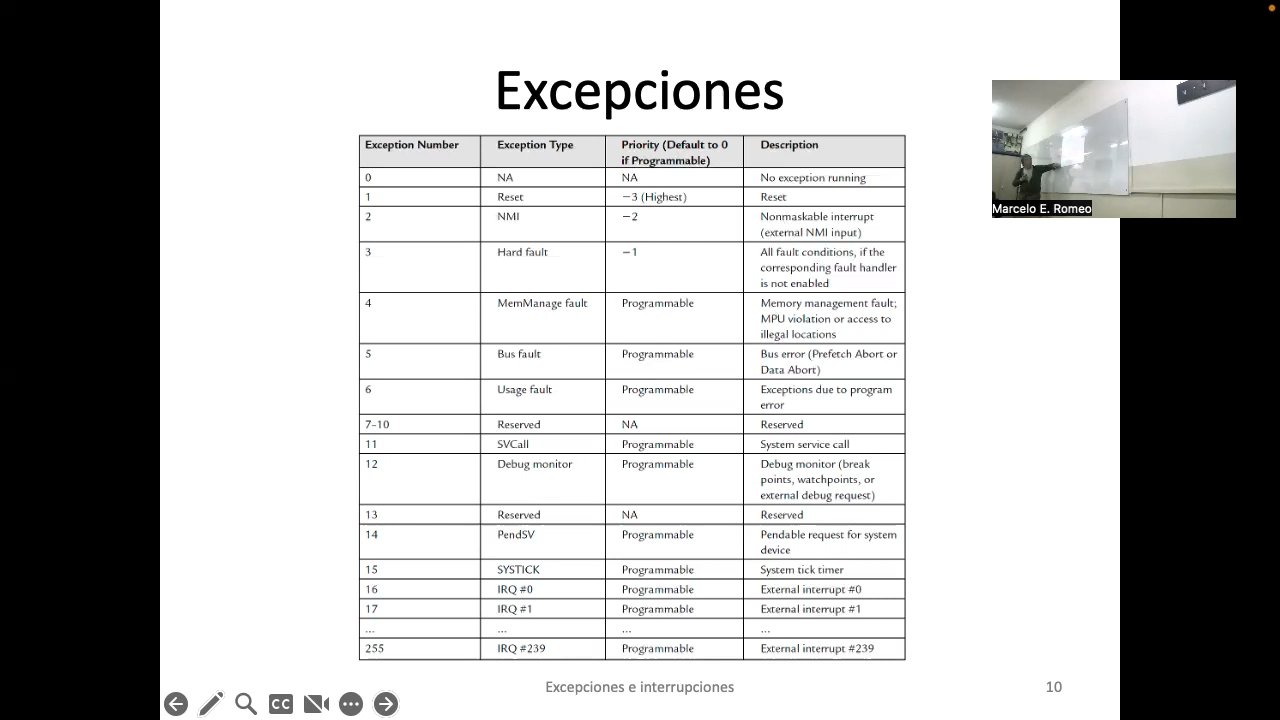 Excepciones
Exception Number Exception Type Priority (Default to 0 if Programmable) Description
0 NA NA No exception running
1 Reset −3 (Highest) Reset
2 NMI −2 Nonmaskable interrupt
(external NMI input)
3 Hard fault −1 All fault conditions, if the
corresponding fault handler
is not enabled
4 MemManage fault Programmable Memory management fault;
MPU violation or access to
illegal locations
5 Bus fault Programmable Bus error (Prefetch Abort or
Data Abort)
6 Usage fault Programmable Exceptions due to program
error
7-10 Reserved NA Reserved
11 SVCall Programmable System service call
12 Debug monitor Programmable Debug monitor (break
points, watchpoints, or
external debug request)
13 Reserved NA Reserved
14 PendSV Programmable Pendable request for system
device
15 SYSTICK Programmable System tick timer
16 IRQ #0 Programmable External interrupt #0
17 IRQ #1 Programmable External interrupt #1
... ... ... ...
255 IRQ #239 Programmable External interrupt #239
Marcelo E. Romeo
Excepciones e interrupciones 10
CC